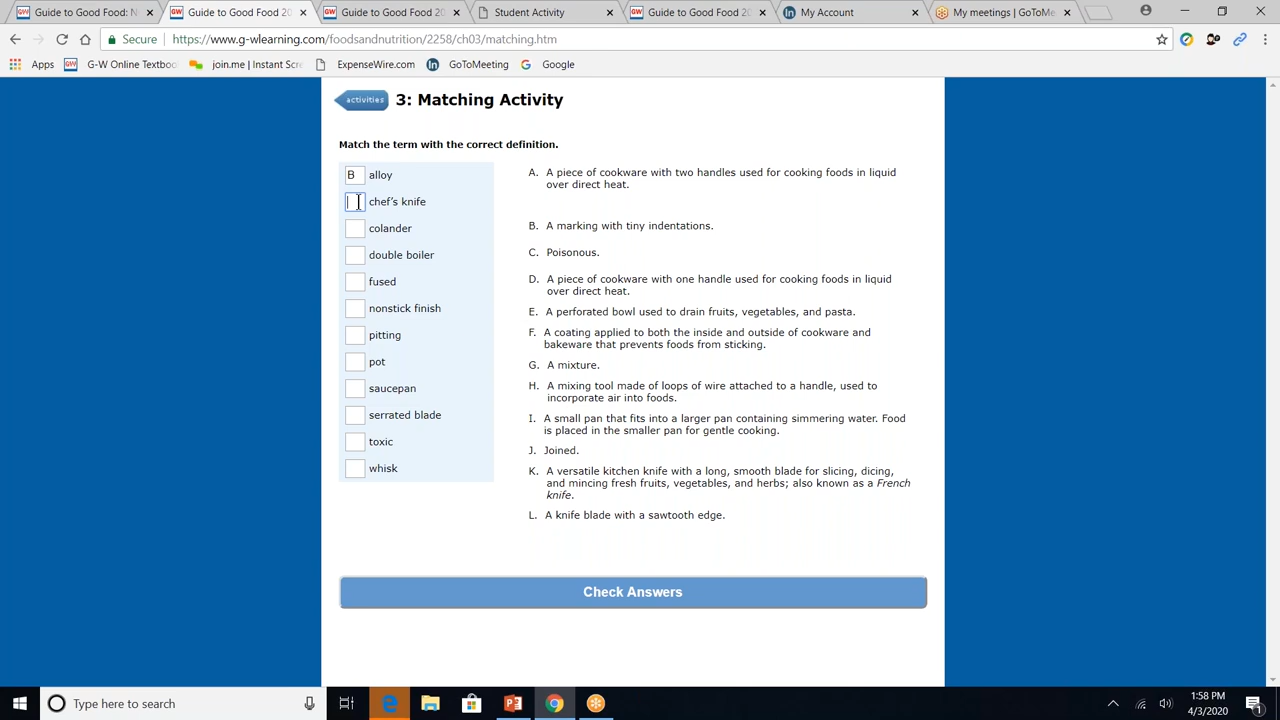 Guide to Good Food: N
Guide to Good Food 20
Guide to Good Food 20
Student Activity
Guide to Good Food 20
My Account
My meetings | GoToMe
Secure
https://www.g-wlearning.com/foodsandnutrition/2258/ch03/matching.htm
Apps
G-W Online Textboo
join.me | Instant Scre
ExpenseWire.com
GoToMeeting
Google
activities
3: Matching Activity
Match the term with the correct definition.
B alloy
chef's knife
colander
double boiler
fused
nonstick finish
pitting
pot
saucepan
serrated blade
toxic
whisk
A. A piece of cookware with two handles used for cooking foods in liquid
over direct heat.
B. A marking with tiny indentations.
C. Poisonous.
D. A piece of cookware with one handle used for cooking foods in liquid
over direct heat.
E. A perforated bowl used to drain fruits, vegetables, and pasta.
F. A coating applied to both the inside and outside of cookware and
bakeware that prevents foods from sticking.
G. A mixture.
H. A mixing tool made of loops of wire attached to a handle, used to
incorporate air into foods.
I. A small pan that fits into a larger pan containing simmering water. Food
is placed in the smaller pan for gentle cooking.
J. Joined.
K. A versatile kitchen knife with a long, smooth blade for slicing, dicing,
and mincing fresh fruits, vegetables, and herbs; also known as a French
knife.
L. A knife blade with a sawtooth edge.
Check Answers
Type here to search
1:58 PM
4/3/2020